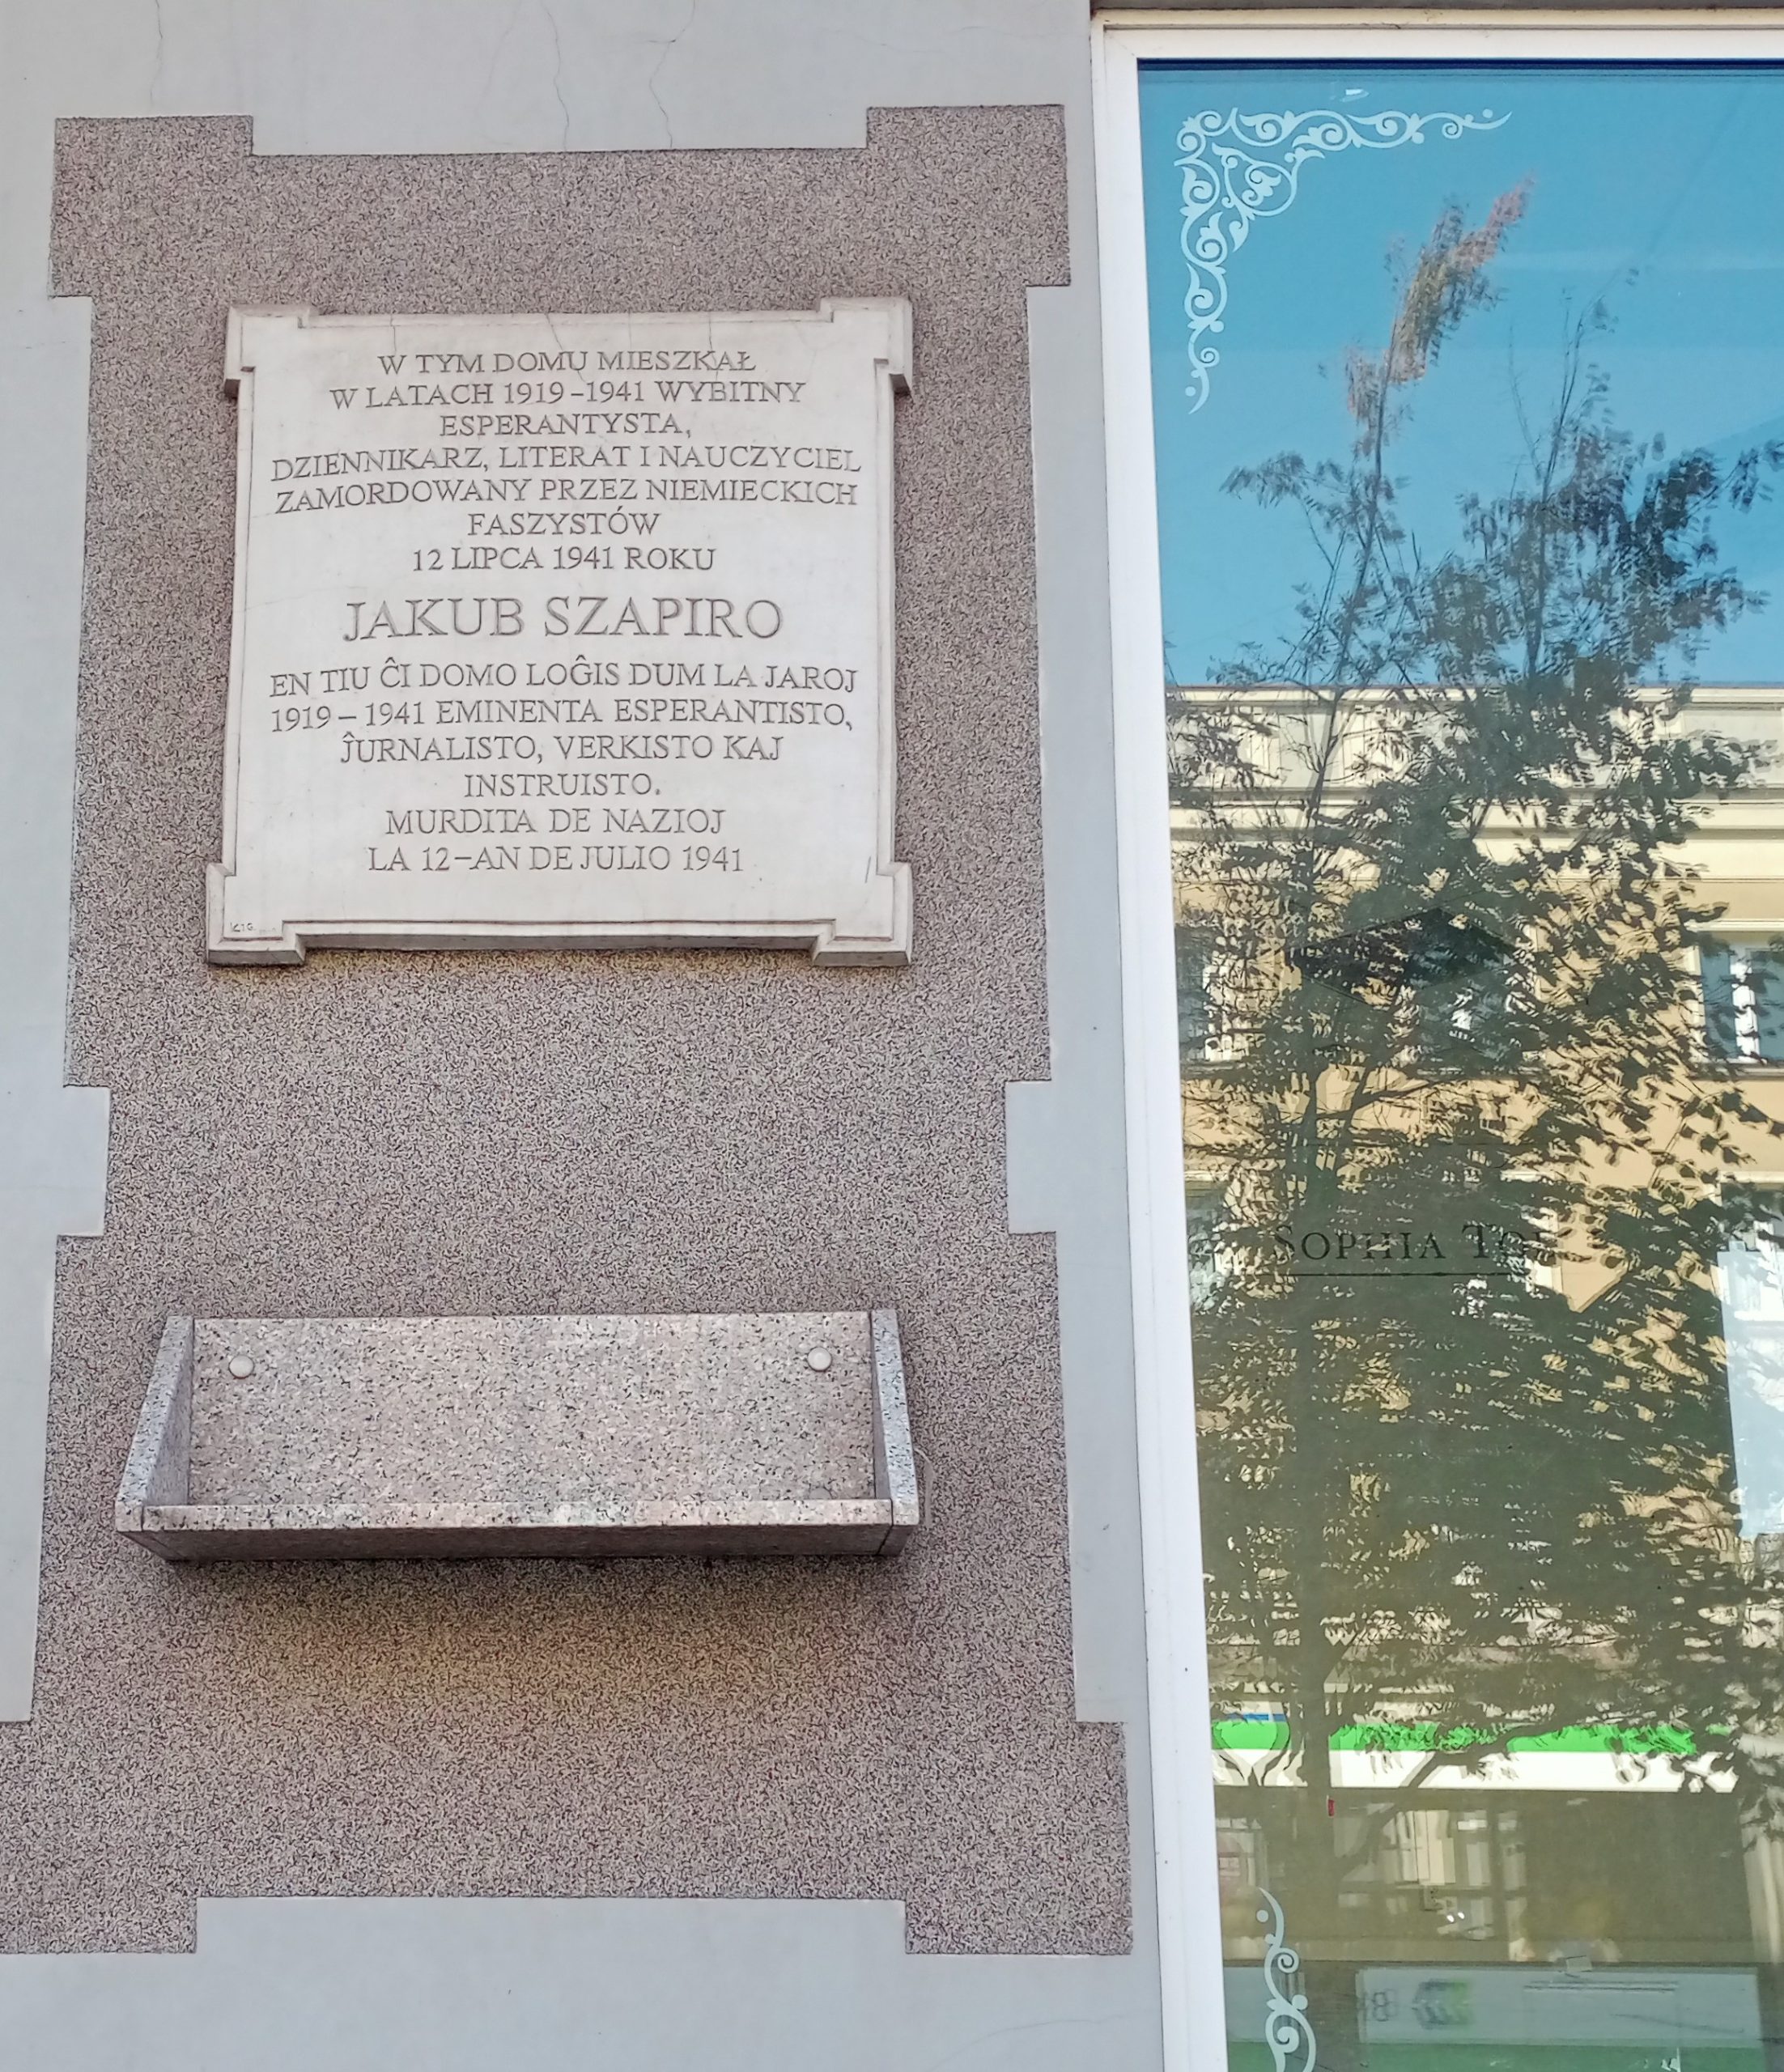 W TYM DOMU MIESZKAŁ
W LATACH 1919-1941 WYBITNY
ESPERANTYSTA,
DZIENNIKARZ, LITERAT I NAUCZYCIEL
ZAMORDOWANY PRZEZ NIEMIECKICH
FASZYSTÓW
12 LIPCA 1941 ROKU
JAKUB SZAPIRO
EN TIU ĈI DOMO LOĜIS DUM LA JAROJ
1919 – 1941 EMINENTA ESPERANTISTO,
ĴURNALISTO, VERKISTO KAJ
INSTRUISTO.
MURDITA DE NAZIOJ
LA 12-AN DE JULIO 1941
SOPHIA